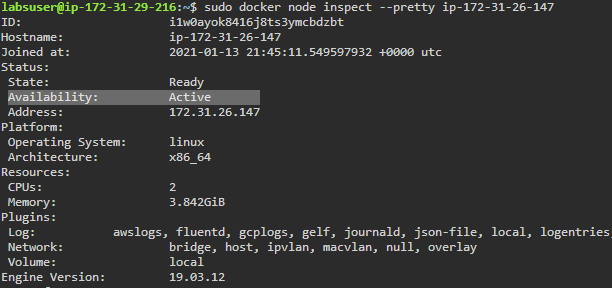 labsuser@ip-172-31-29-216:~$ sudo docker node inspect --pretty ip-172-31-26-147
ID: i1w0ayok8416j8ts3ymcbdzbt
Hostname: ip-172-31-26-147
Joined at: 2021-01-13 21:45:11.549597932 +0000 utc
Status:
State: Ready
Availability: Active
Address: 172.31.26.147
Platform:
Operating System: linux
Architecture: x86_64
Resources:
CPUs: 2
Memory: 3.842GiB
Plugins:
Log: awslogs, fluentd, gcplogs, gelf, journald, json-file, local, logentries,
Network: bridge, host, ipvlan, macvlan, null, overlay
Volume: local
Engine Version: 19.03.12